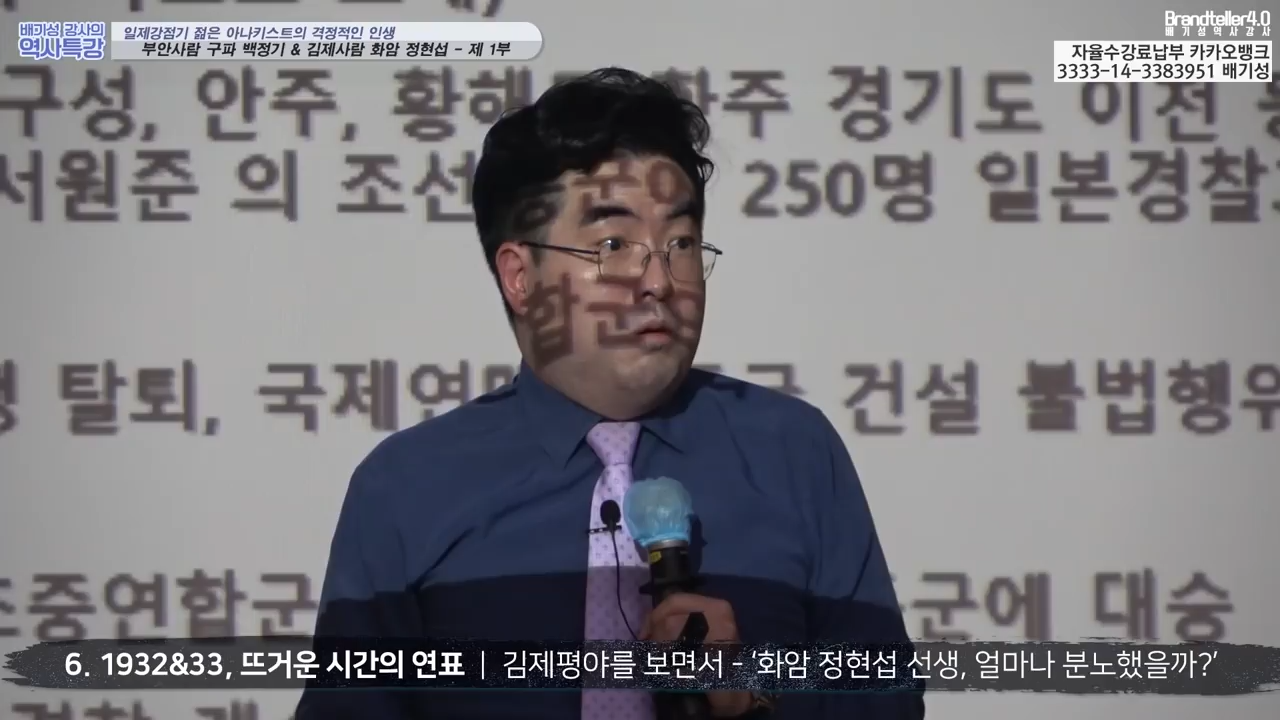 배기성 강사의
역사특강
일제강점기 젊은 아나키스트의 격정적인 인생
부안사람 구파 백정기 & 김제사람 화암 정현섭 - 제 1부
Brandteller4.0
배기성역사강사
자율수강료납부 카카오뱅크
3333-14-3383951 배기성
구성, 안주, 황해 황주 경기도 이천
서원준 의 조선 250명 일본경찰
탈퇴, 국제연 건설 불법행위
조중연합군 군에 대승
6. 1932&33, 뜨거운 시간의 연표 | 김제평야를 보면서 - '화암 정현섭 선생, 얼마나 분노했을까?'